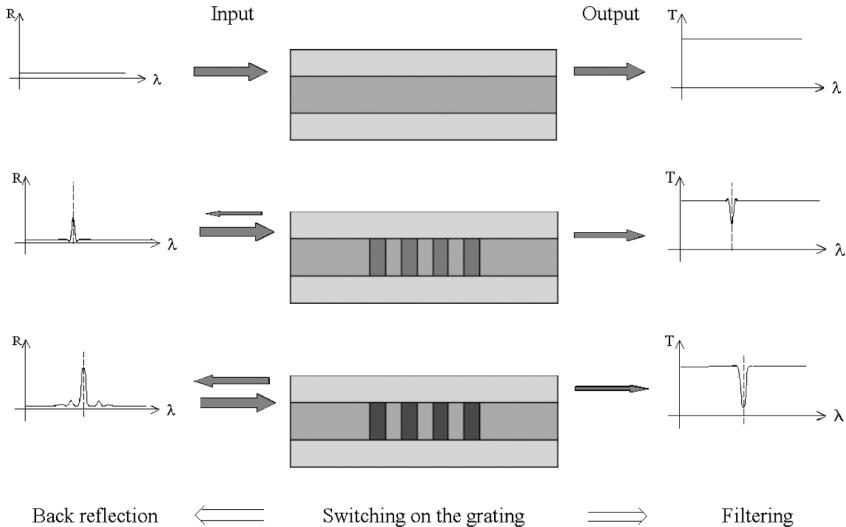 R
Input
Output
T
λ
λ
R
T
λ
λ
R
T
λ
λ
Back reflection
Switching on the grating
Filtering